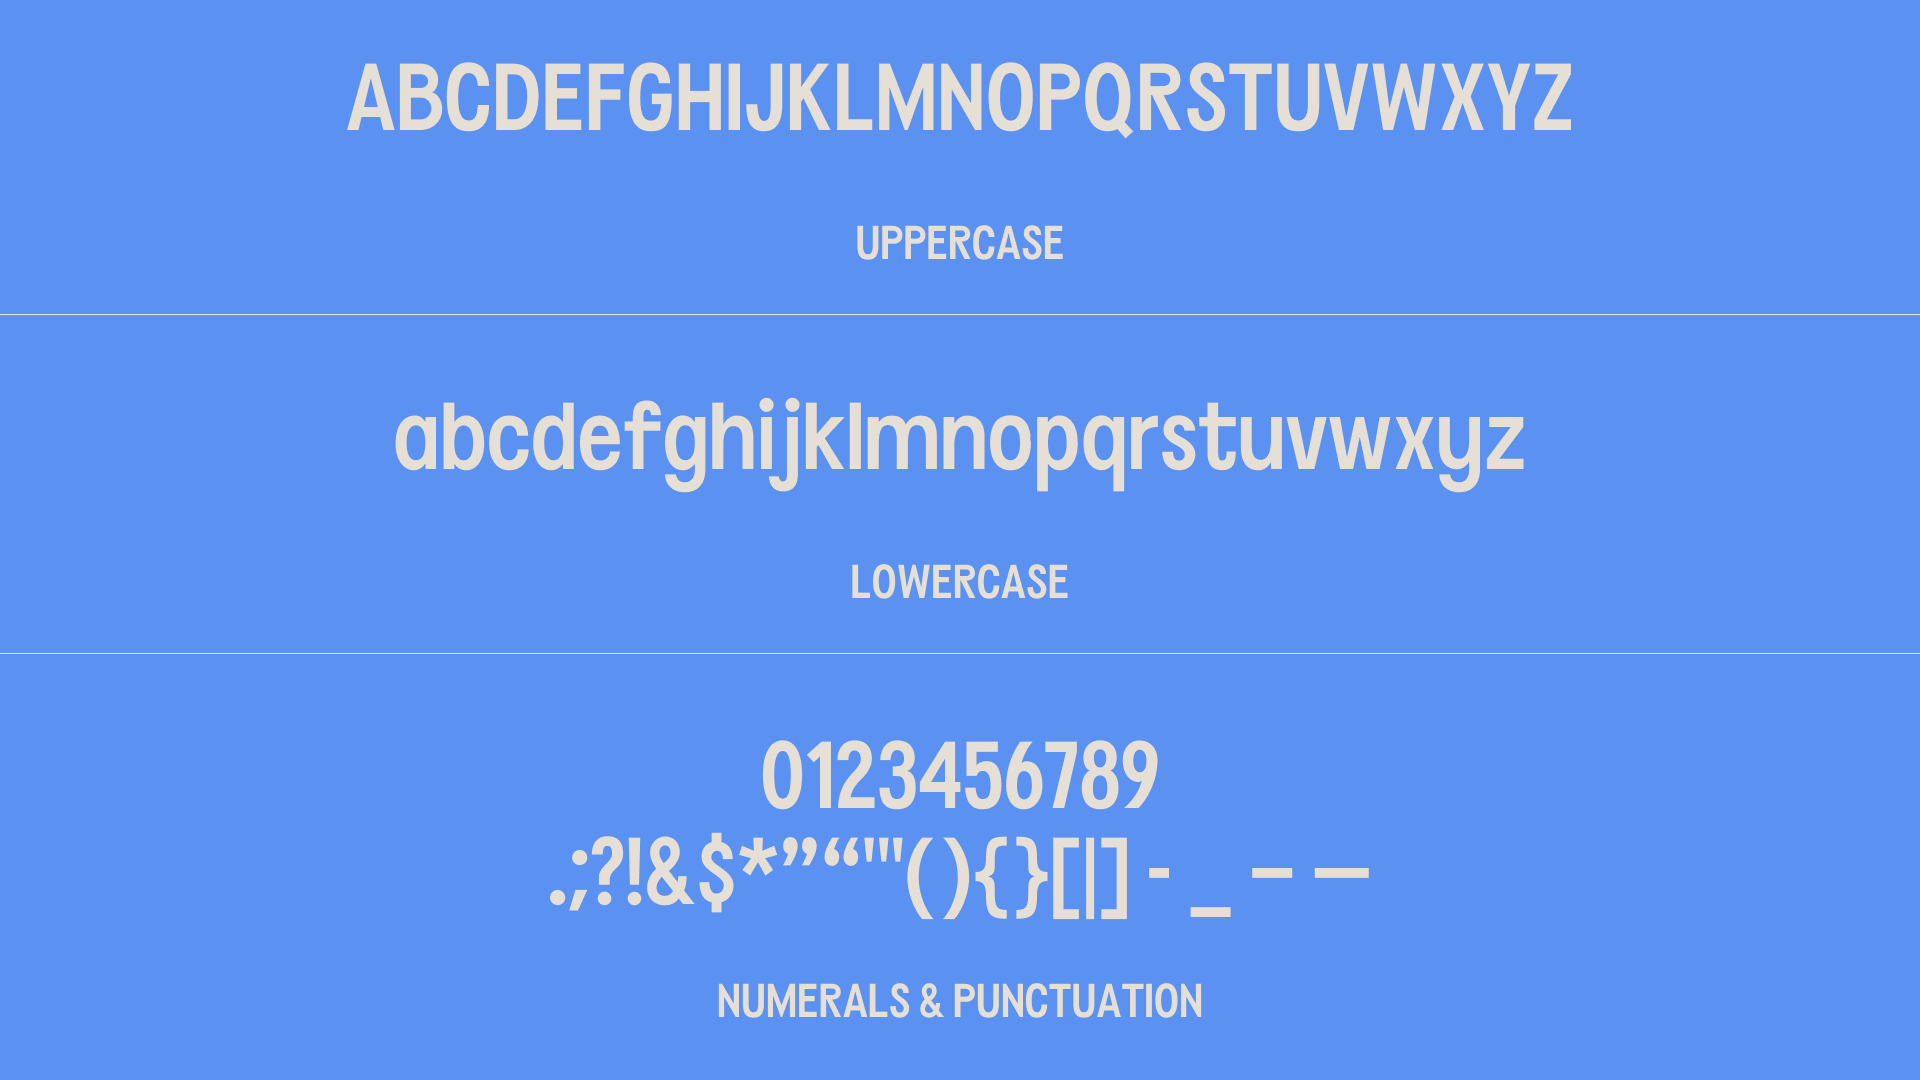 ABCDEFGHIJKLMNOPQRSTUVWXYZ
UPPERCASE
abcdefghijklmnopqrstuvwxyz
LOWERCASE
0123456789
.,:;?!&$*”“"'(){}[|] - _ – —
NUMERALS & PUNCTUATION